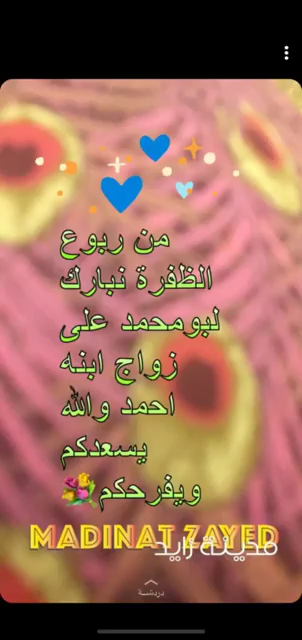 من ربوع
الظفرة نبارك
لبومحمد على
زواج ابنه
احمد والله
يسعدكم
ويفرحكم💐
MADINAT ZAYED
مدينة زايد
دردشة